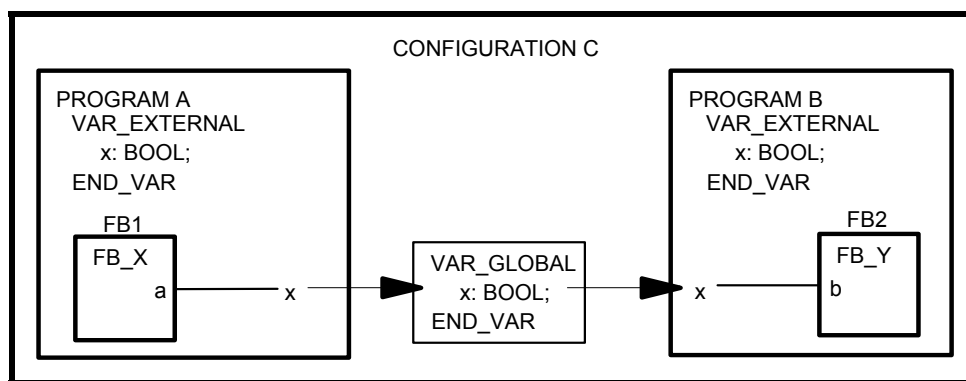 CONFIGURATION C
PROGRAM A
VAR_EXTERNAL
x: BOOL;
END_VAR
FB1
FB_X
a
x
VAR_GLOBAL
x: BOOL;
END_VAR
PROGRAM B
VAR_EXTERNAL
x: BOOL;
END_VAR
FB2
FB_Y
x
b